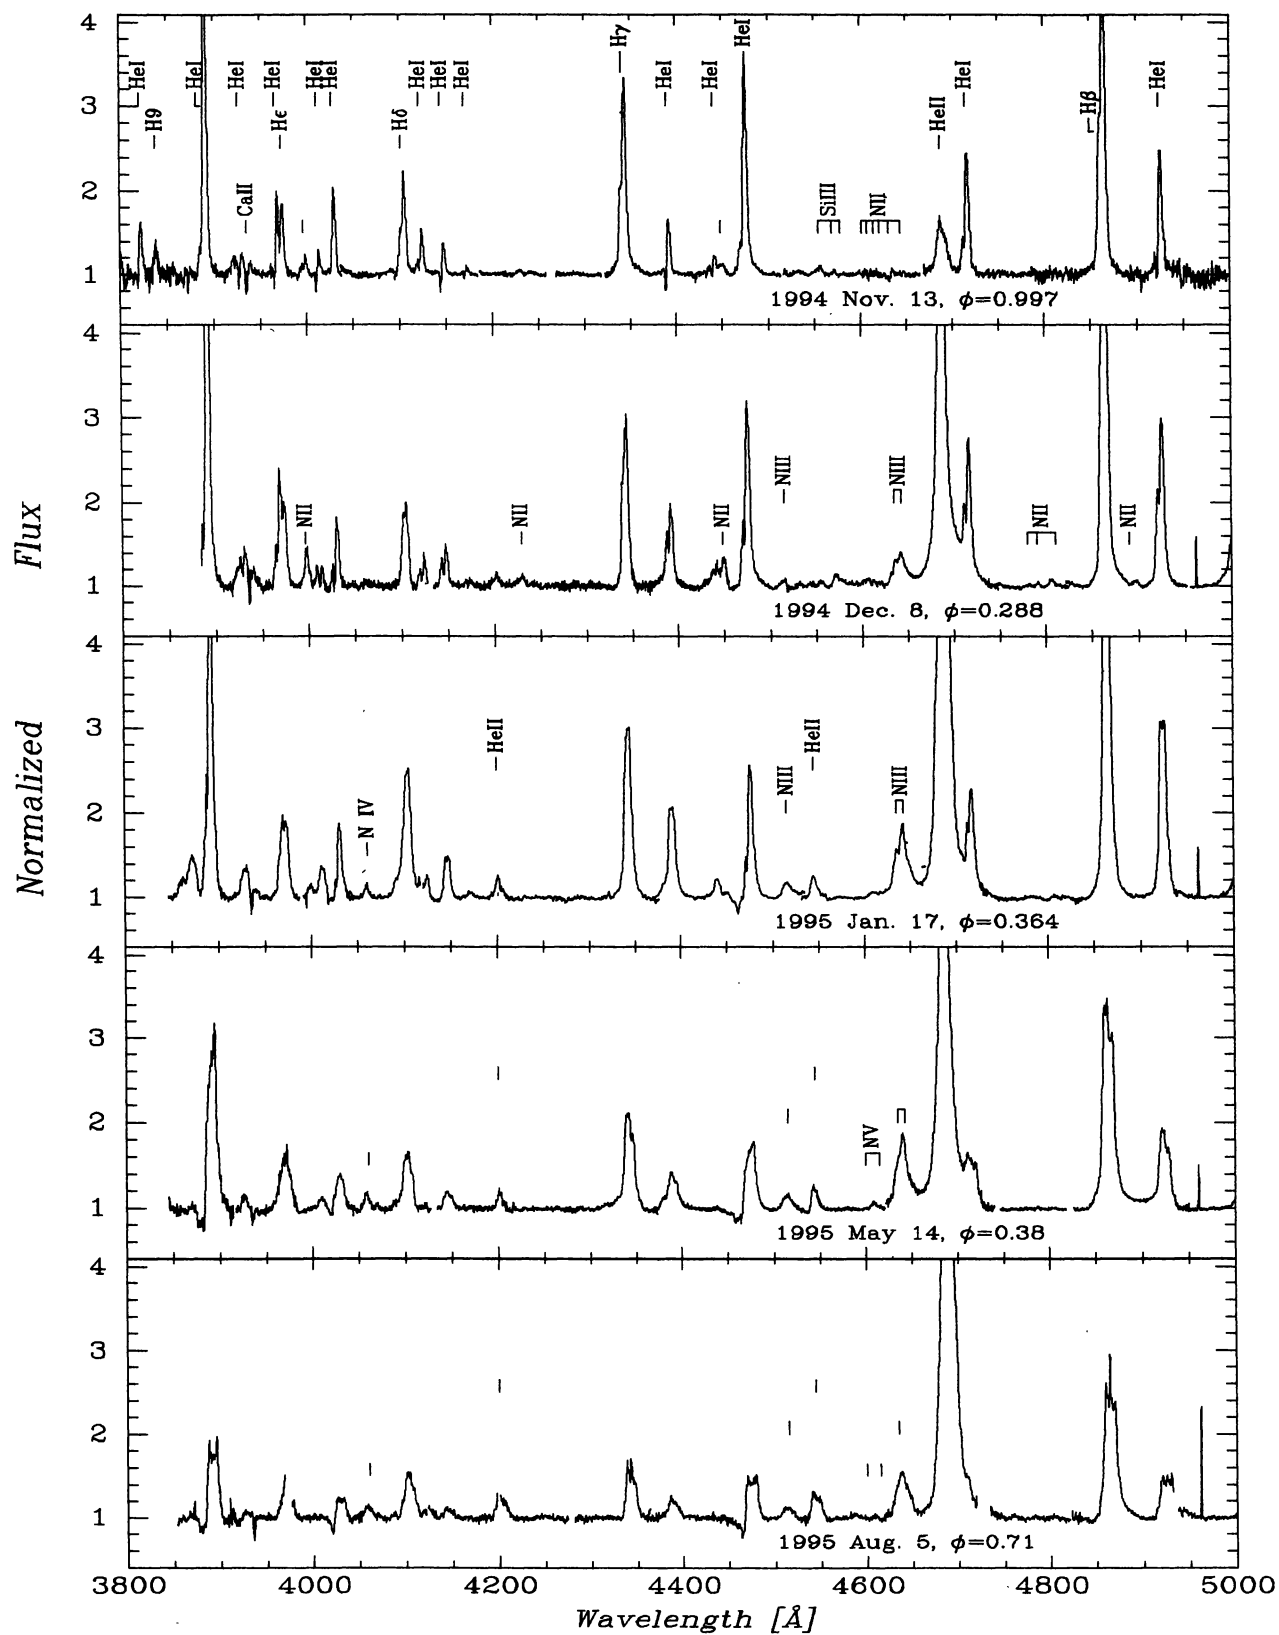 4
3
2
1
HeI
H9
HeI
HeI
CaII
HeI
Hϵ
HeI
HeI
Hδ
HeI
HeI
HeI
Hγ
HeI
HeI
HeI
SiIII
NII
HeII
HeI
Hβ
HeI
1994 Nov. 13, ϕ=0.997
4
3
2
1
NII
NII
NII
NIII
NIII
NII
NII
1994 Dec. 8, ϕ=0.288
4
3
2
1
N IV
HeII
NIII
HeII
NIII
1995 Jan. 17, ϕ=0.364
4
3
2
1
NV
1995 May 14, ϕ=0.38
4
3
2
1
1995 Aug. 5, ϕ=0.71
3800
4000
4200
4400
4600
4800
5000
Wavelength [Å]
Normalized Flux